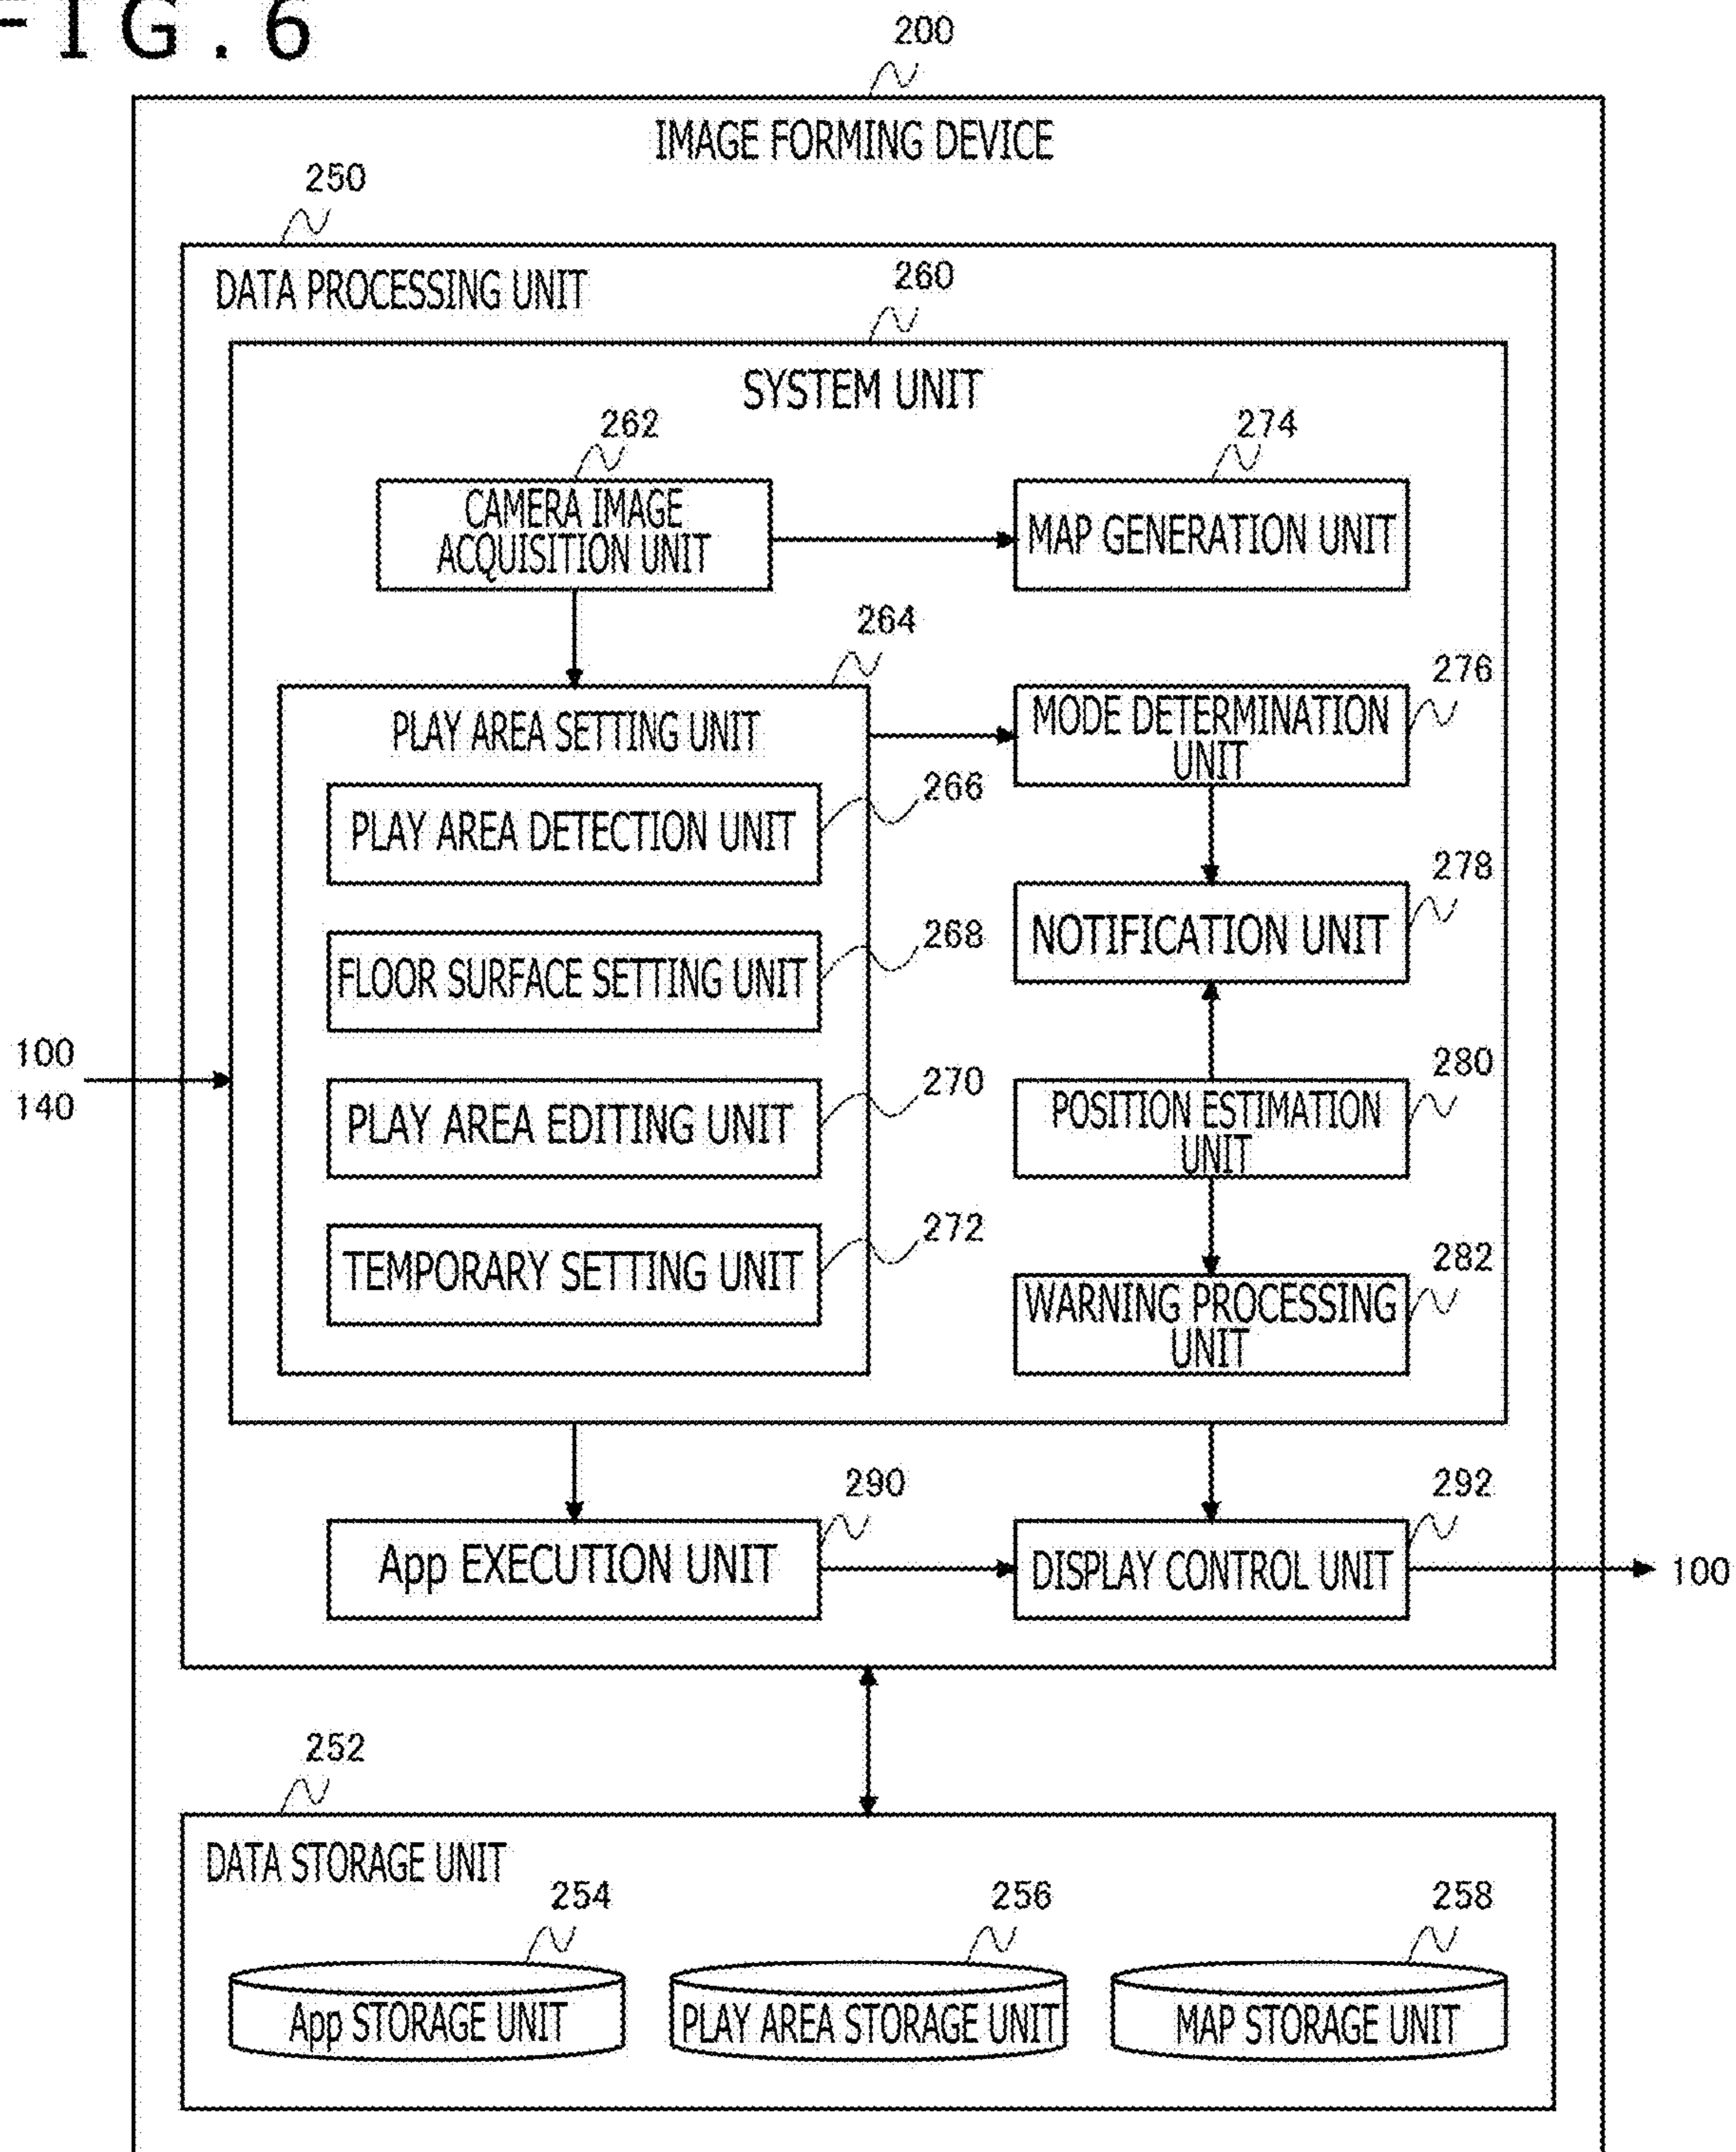 FIG.6
200
IMAGE FORMING DEVICE
250
DATA PROCESSING UNIT
260
SYSTEM UNIT
262
CAMERA IMAGE
ACQUISITION UNIT
274
MAP GENERATION UNIT
264
PLAY AREA SETTING UNIT
276
MODE DETERMINATION
UNIT
266
PLAY AREA DETECTION UNIT
278
NOTIFICATION UNIT
268
FLOOR SURFACE SETTING UNIT
100
140
270
PLAY AREA EDITING UNIT
280
POSITION ESTIMATION
UNIT
272
TEMPORARY SETTING UNIT
282
WARNING PROCESSING
UNIT
290
App EXECUTION UNIT
292
DISPLAY CONTROL UNIT
100
252
DATA STORAGE UNIT
254
App STORAGE UNIT
256
PLAY AREA STORAGE UNIT
258
MAP STORAGE UNIT